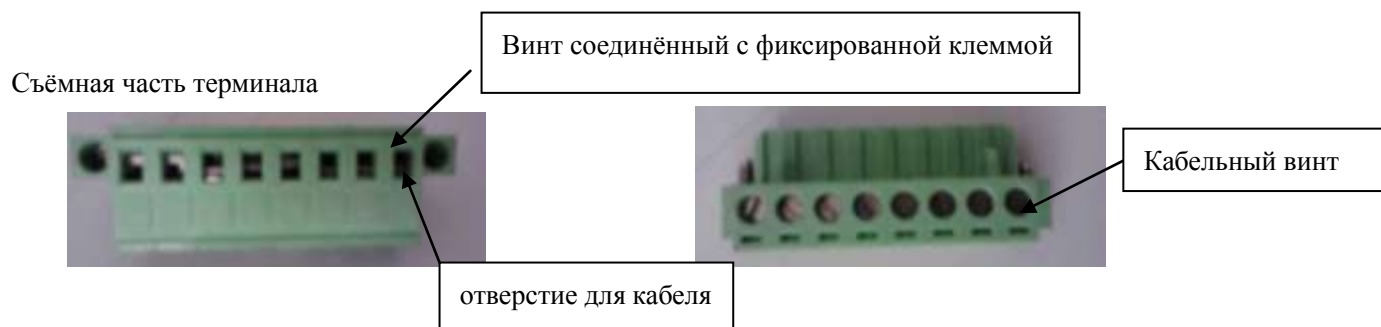 Винт соединённый с фиксированной клеммой
Съёмная часть терминала
Кабельный винт
отверстие для кабеля